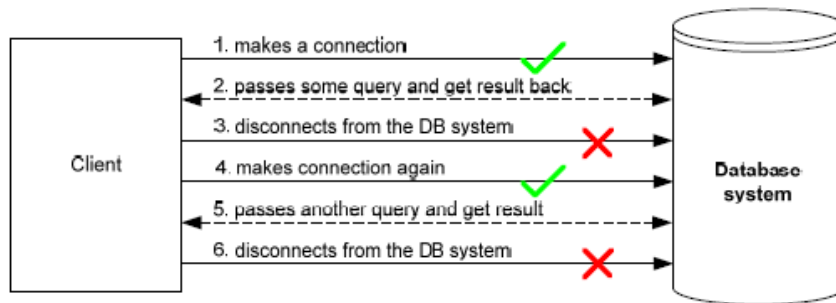 1. makes a connection
2. passes some query and get result back
3. disconnects from the DB system
Client
4. makes connection again
Database
system
5. passes another query and get result
6. disconnects from the DB system